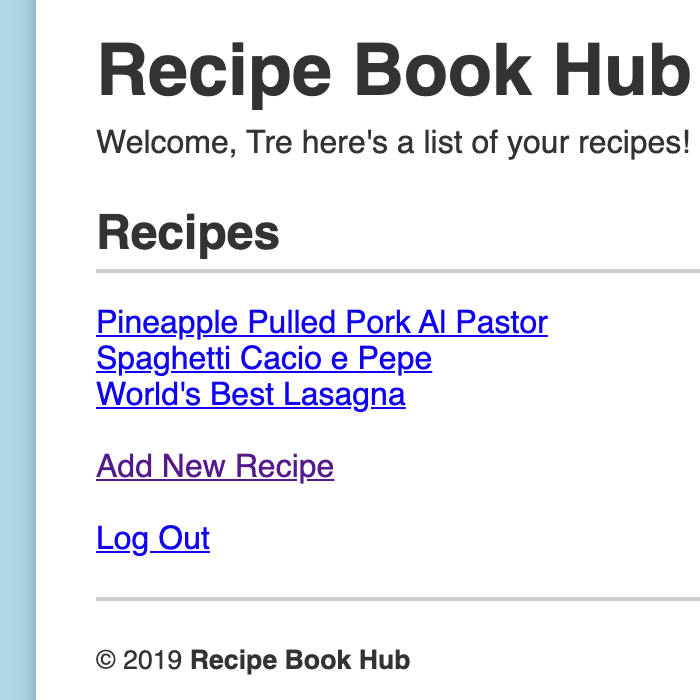 Recipe Book Hub
Welcome, Tre here's a list of your recipes!
Recipes
Pineapple Pulled Pork Al Pastor
Spaghetti Cacio e Pepe
World's Best Lasagna
Add New Recipe
Log Out
© 2019 Recipe Book Hub